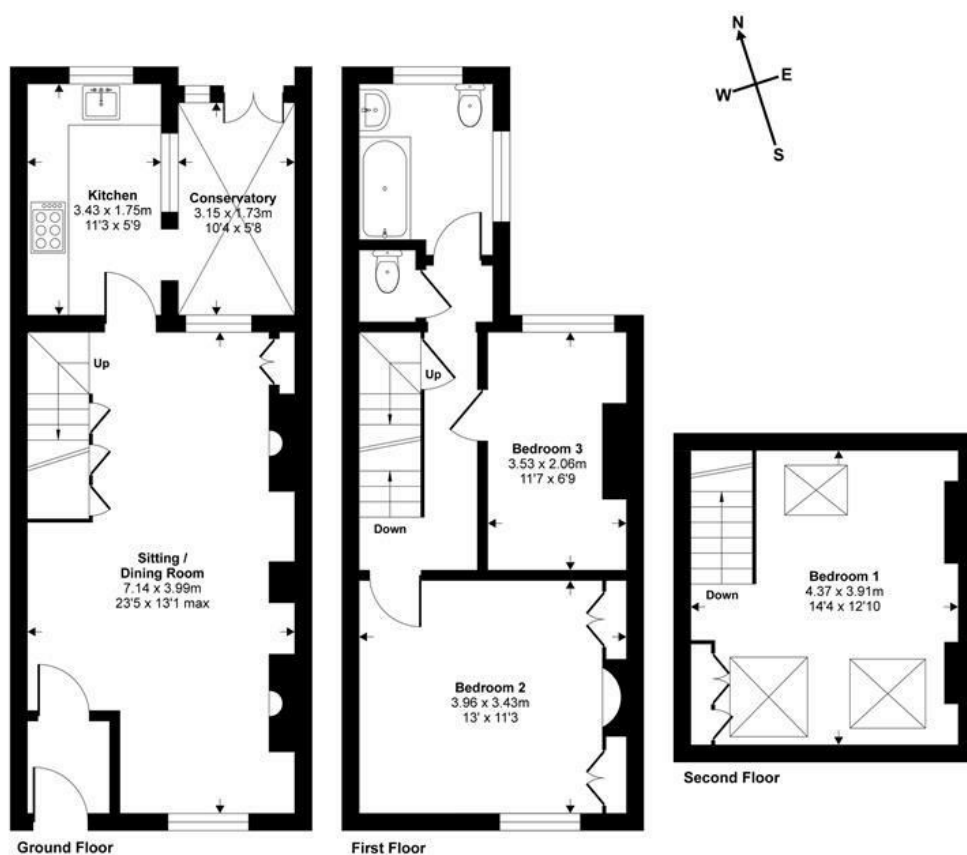 N
E
W
S
Kitchen
3.43 x 1.75m
11'3 x 5'9
Conservatory
3.15 x 1.73m
10'4 x 5'8
Up
Sitting /
Dining Room
7.14 x 3.99m
23'5 x 13'1 max
Ground Floor
Up
Bedroom 3
3.53 x 2.06m
11'7 x 6'9
Down
Bedroom 2
3.96 x 3.43m
13' x 11'3
First Floor
Bedroom 1
4.37 x 3.91m
14'4 x 12'10
Down
Second Floor